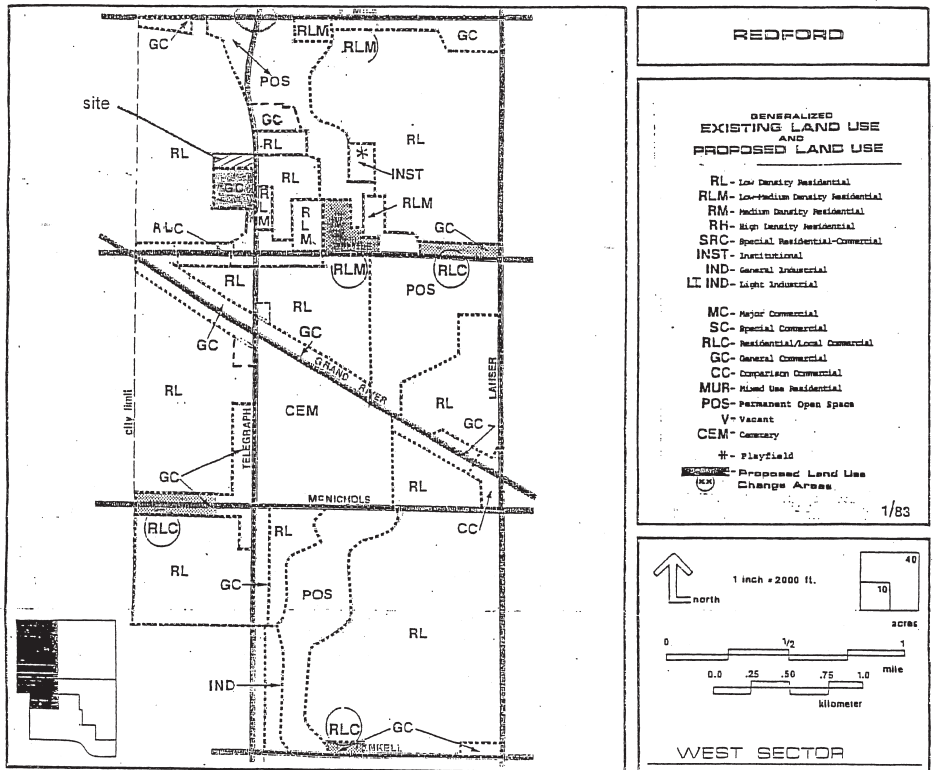 MILE
GC
RLM
RLM
GC
POS
site
GC
RL
RL
RL
*
GC
RL
INST
RLM
RLM
RLM
RLC
GC
RLM
RLC
RL
POS
RL
GC
GC
GRAND RIVER
LAHSER
RL
CEM
RL
city limit
TELEGRAPH
GC
GC
RL
McNICHOLS
CC
RLC
RL
RL
GC
POS
RL
IND
RLC
GC
REDFORD
GENERALIZED
EXISTING LAND USE
AND
PROPOSED LAND USE
RL- Low Density Residential
RLM- Low-Medium Density Residential
RM- Medium Density Residential
RH- High Density Residential
SRC- Special Residential-Commercial
INST- Institutional
IND- General Industrial
LT IND- Light Industrial
MC- Major Commercial
SC- Special Commercial
RLC- Residential/Local Commercial
GC- General Commercial
CC- Comparison Commercial
MUR- Mixed Use Residential
POS- Permanent Open Space
V- Vacant
CEM- Cemetery
*- Playfield
Proposed Land Use
(xx) Change Areas
1/83
north
1 inch = 2000 ft.
40
10
acres
0 1/2 1
mile
0.0 .25 .50 .75 1.0
kilometer
WEST SECTOR